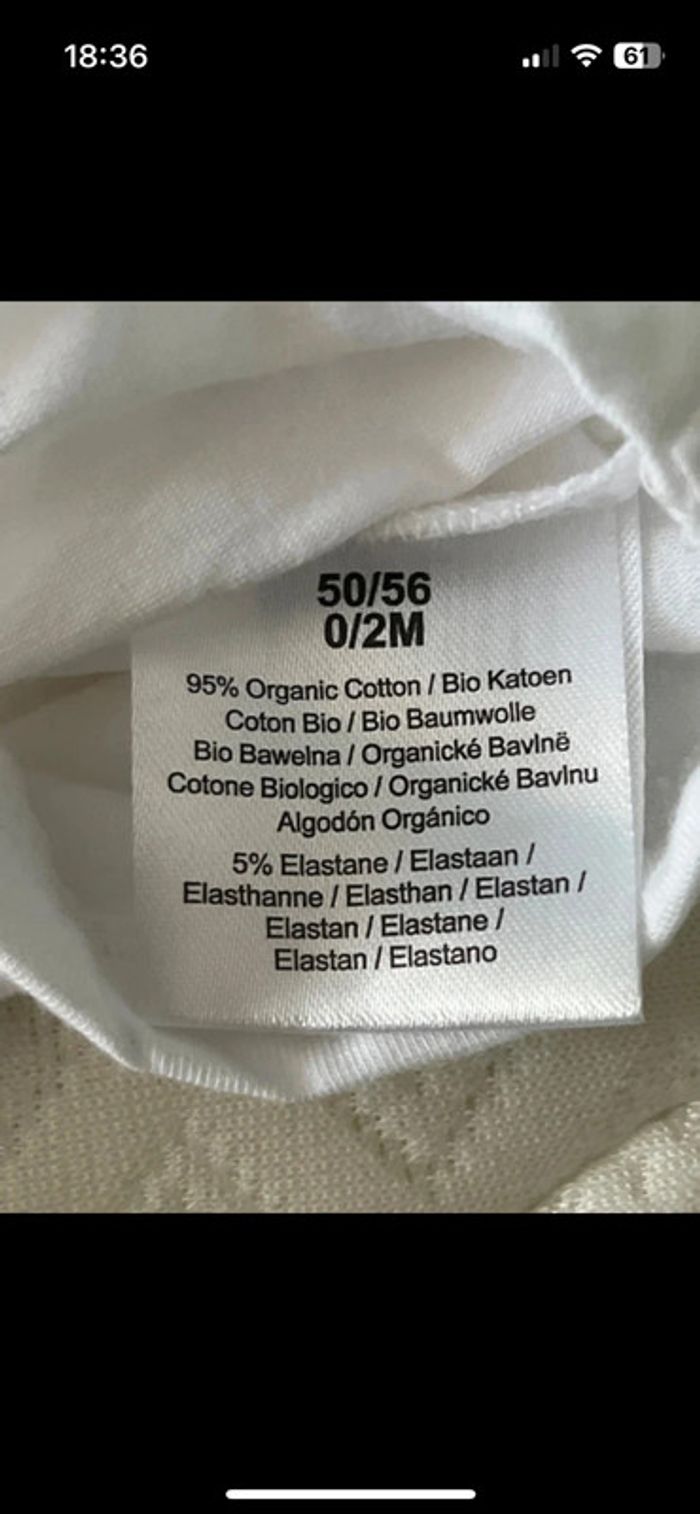 18:36
61
50/56
0/2M
95% Organic Cotton / Bio Katoen
Coton Bio / Bio Baumwolle
Bio Bawelna / Organické Bavlnë
Cotone Biologico / Organické Bavlnu
Algodón Orgánico
5% Elastane / Elastaan /
Elasthanne / Elasthan / Elastan /
Elastan / Elastane /
Elastan / Elastano